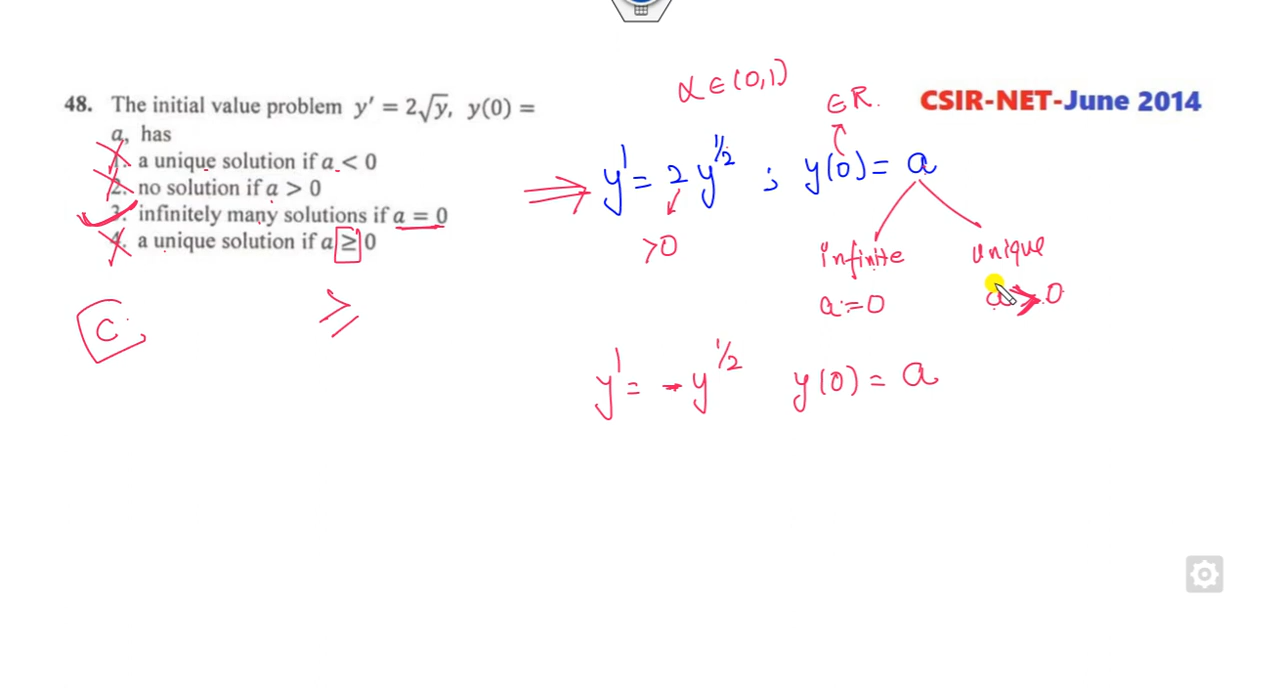 α ∈ (0,1)
∈ R.
CSIR-NET-June 2014
48. The initial value problem y' = 2√y, y(0) =
a, has
1. a unique solution if a < 0
2. no solution if a > 0
3. infinitely many solutions if a = 0
4. a unique solution if a ≥ 0
⇒ y' = 2 y^1/2 ; y(0) = a
>0
infinite unique
a = 0 a > 0
C.
≥
y' = - y^1/2 y(0) = a